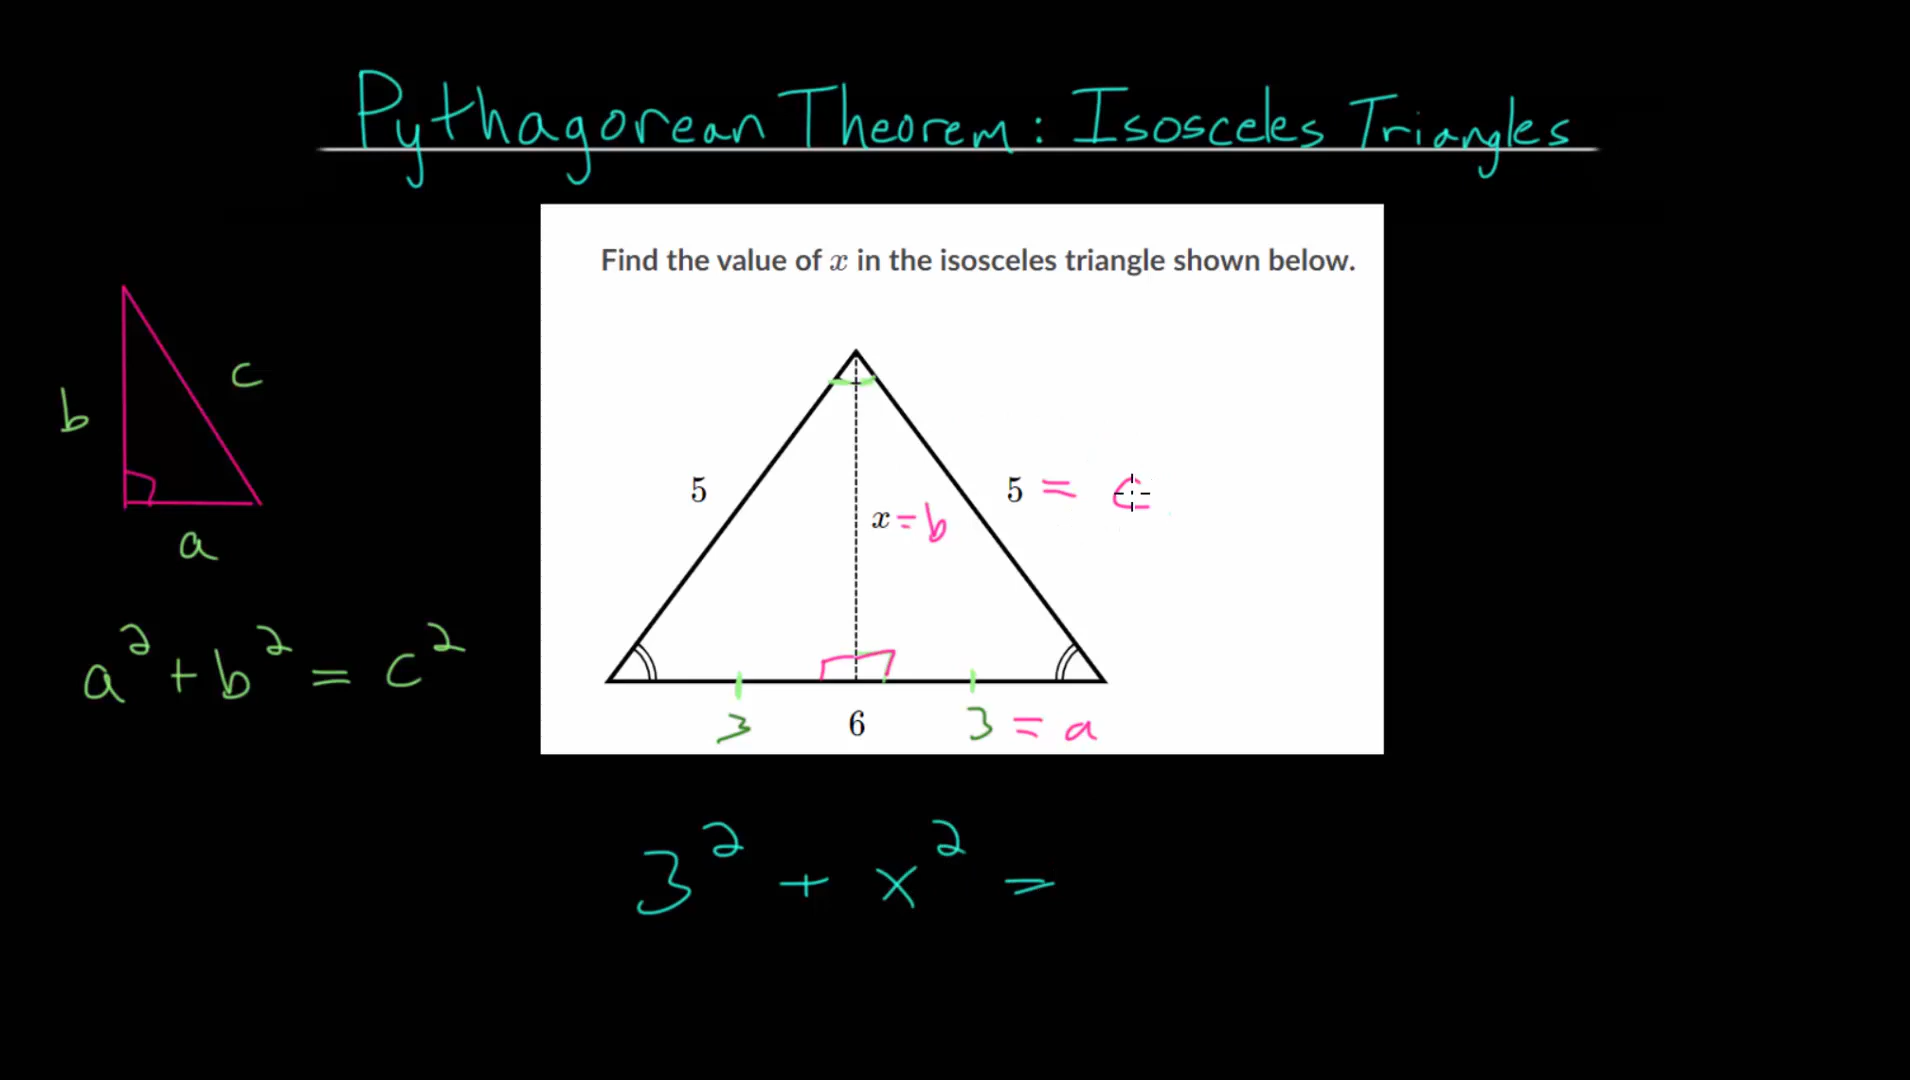 Pythagorean Theorem: Isosceles Triangles
Find the value of x in the isosceles triangle shown below.
c
b
a
a² + b² = c²
5
5 = c
x = b
3
6
3 = a
3² + x² =